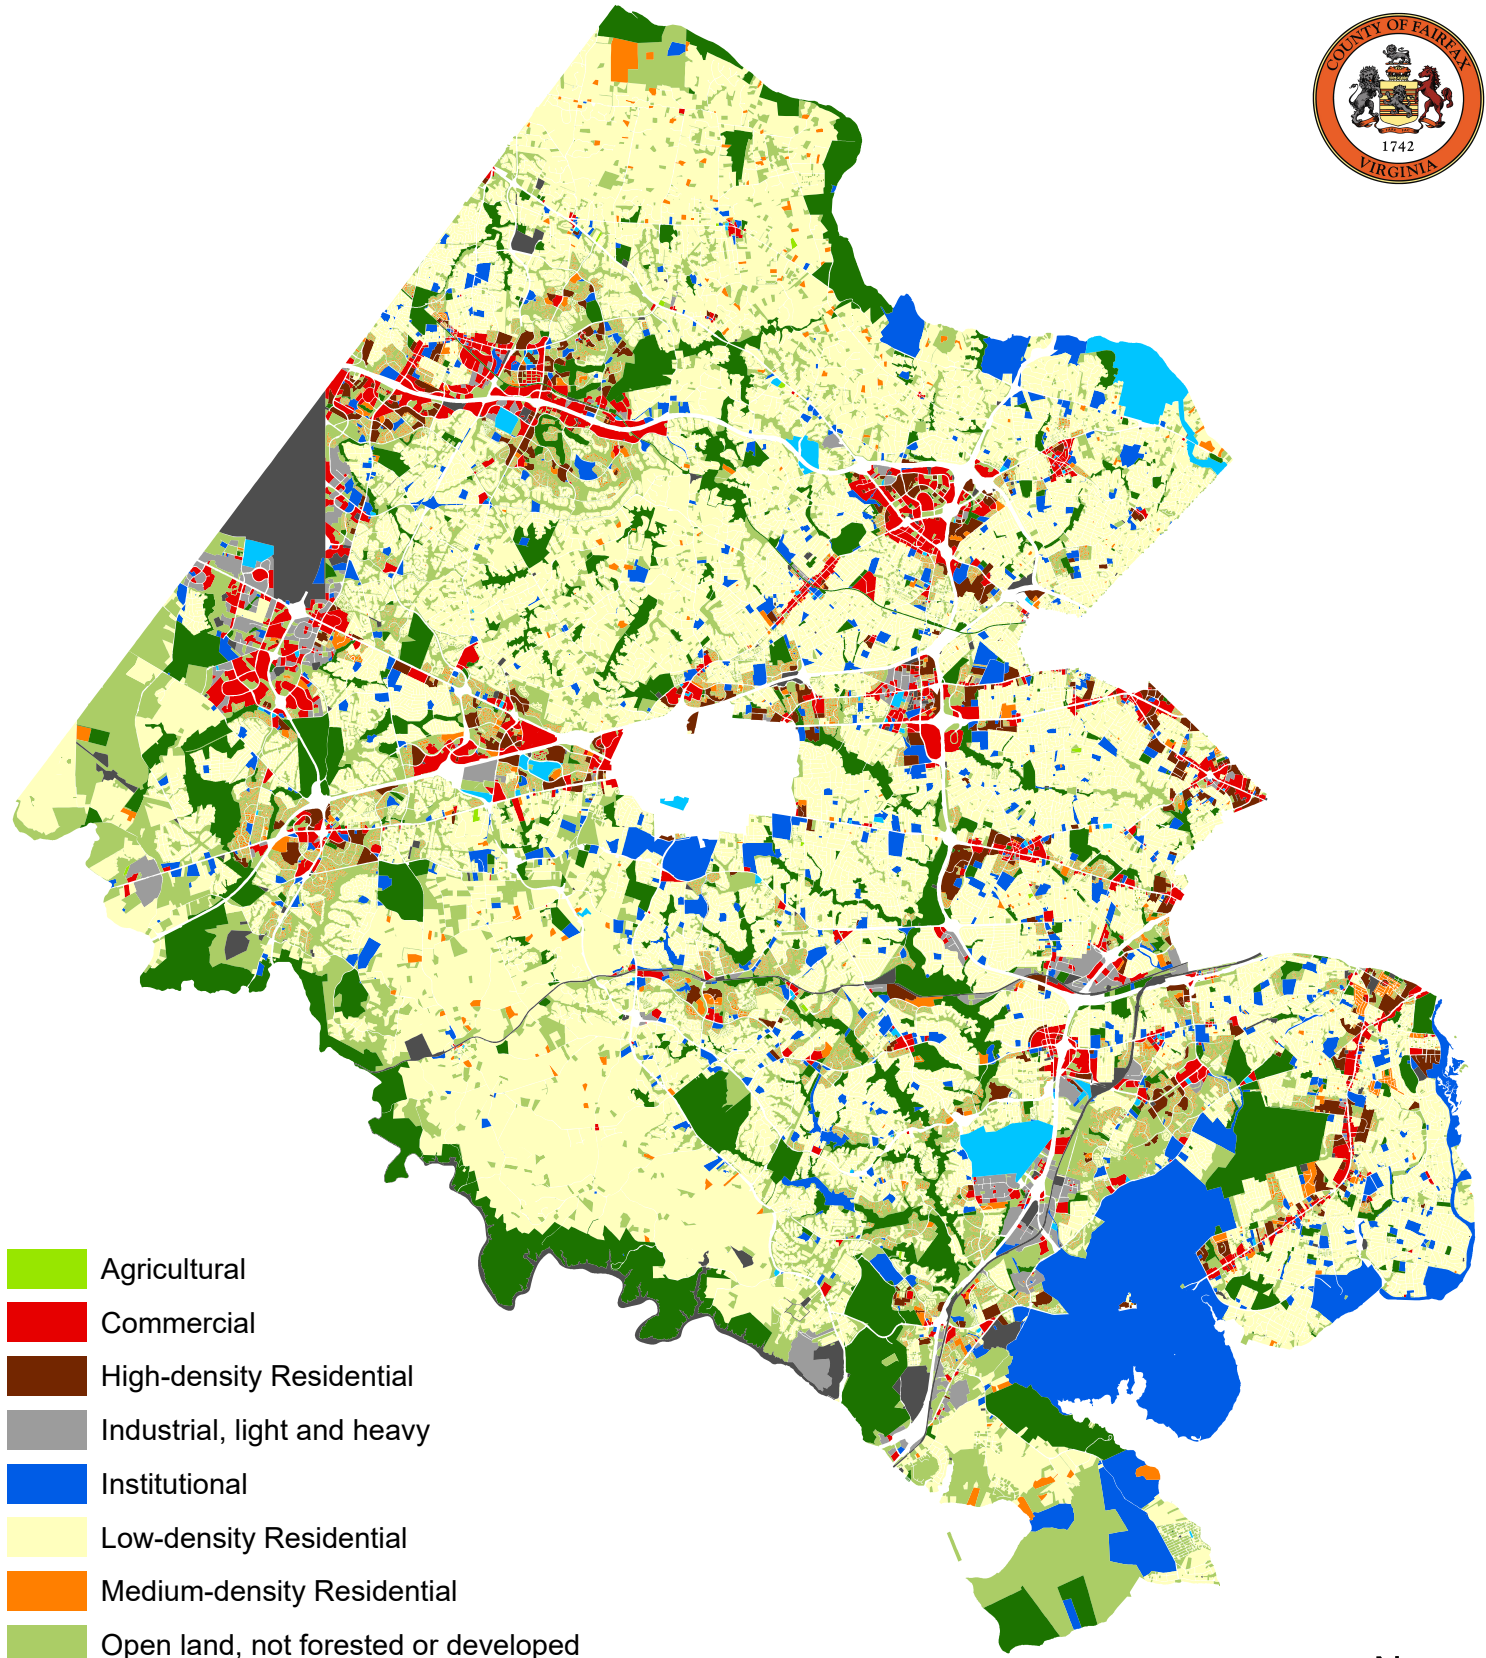 COUNTY OF FAIRFAX
1742
VIRGINIA
Agricultural
Commercial
High-density Residential
Industrial, light and heavy
Institutional
Low-density Residential
Medium-density Residential
Open land, not forested or developed